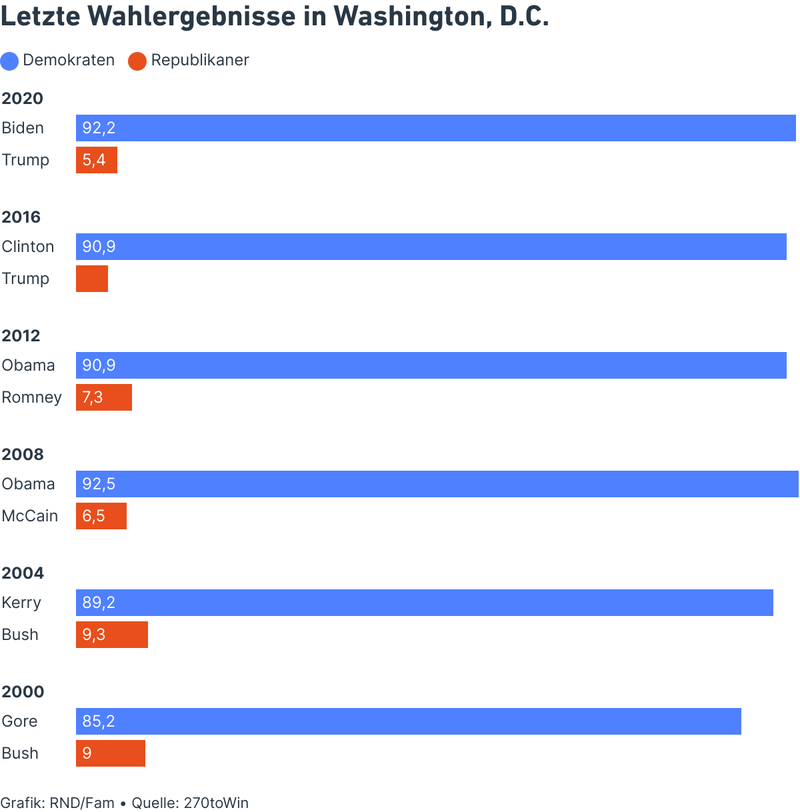 Letzte Wahlergebnisse in Washington, D.C.
Demokraten Republikaner
2020
Biden 92,2
Trump 5,4
2016
Clinton 90,9
Trump
2012
Obama 90,9
Romney 7,3
2008
Obama 92,5
McCain 6,5
2004
Kerry 89,2
Bush 9,3
2000
Gore 85,2
Bush 9
Grafik: RND/Fam • Quelle: 270toWin